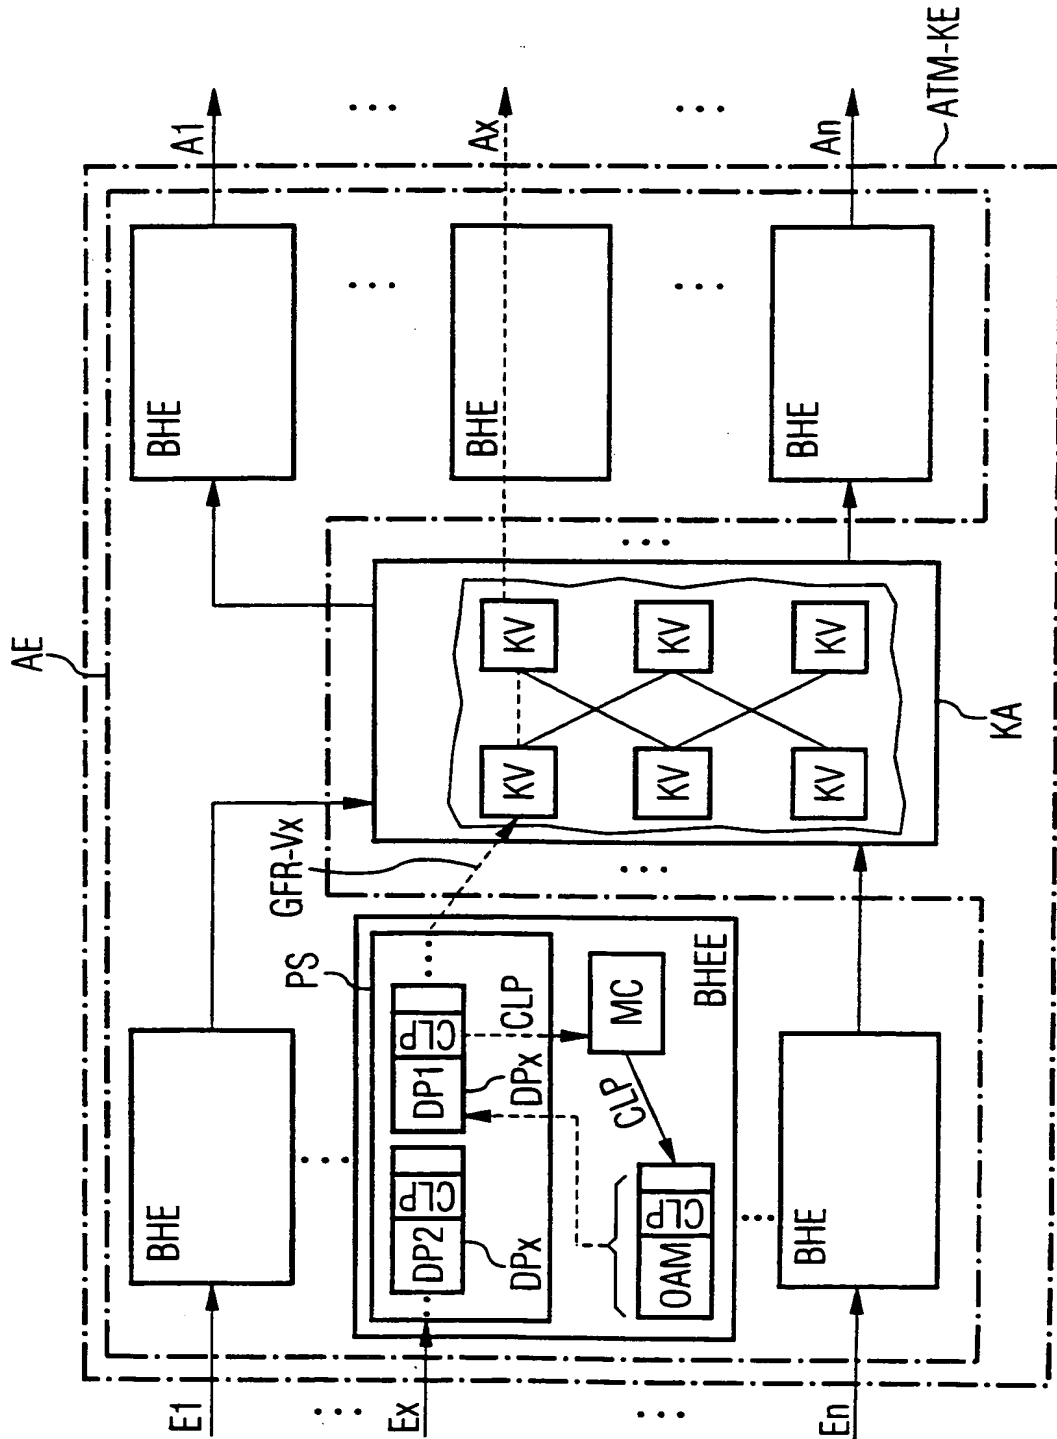 AE
ATM-KE
E1
BHE
BHE
A1
PS
GFR-Vx
Ex
DP2
CLP
DP1
CLP
CLP
DPx
DPx
MC
CLP
OAM
CLP
BHEE
KV
KV
KV
KV
KV
KV
KA
BHE
Ax
En
BHE
BHE
An